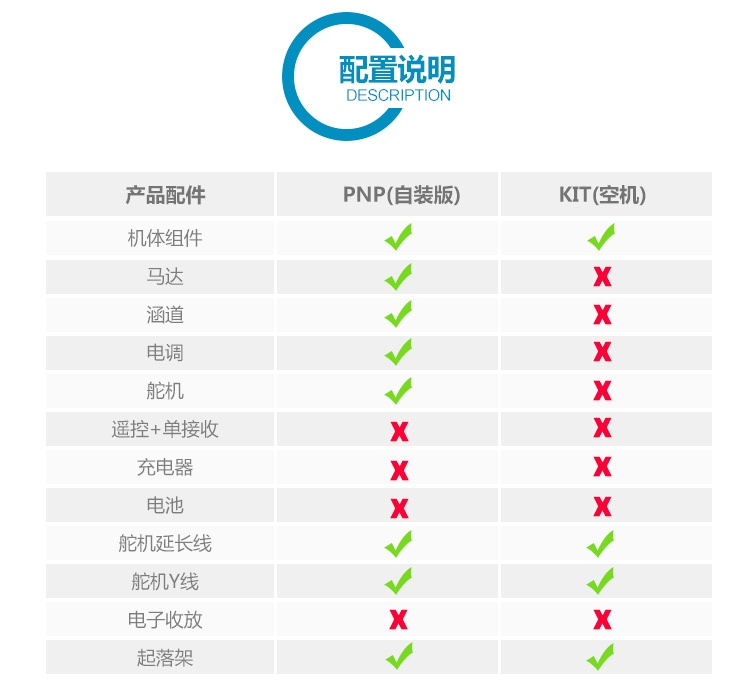 配置说明
DESCRIPTION
产品配件 PNP(自装版) KIT(空机)
机体组件
马达
涵道
电调
舵机
遥控+单接收
充电器
电池
舵机延长线
舵机Y线
电子收放
起落架